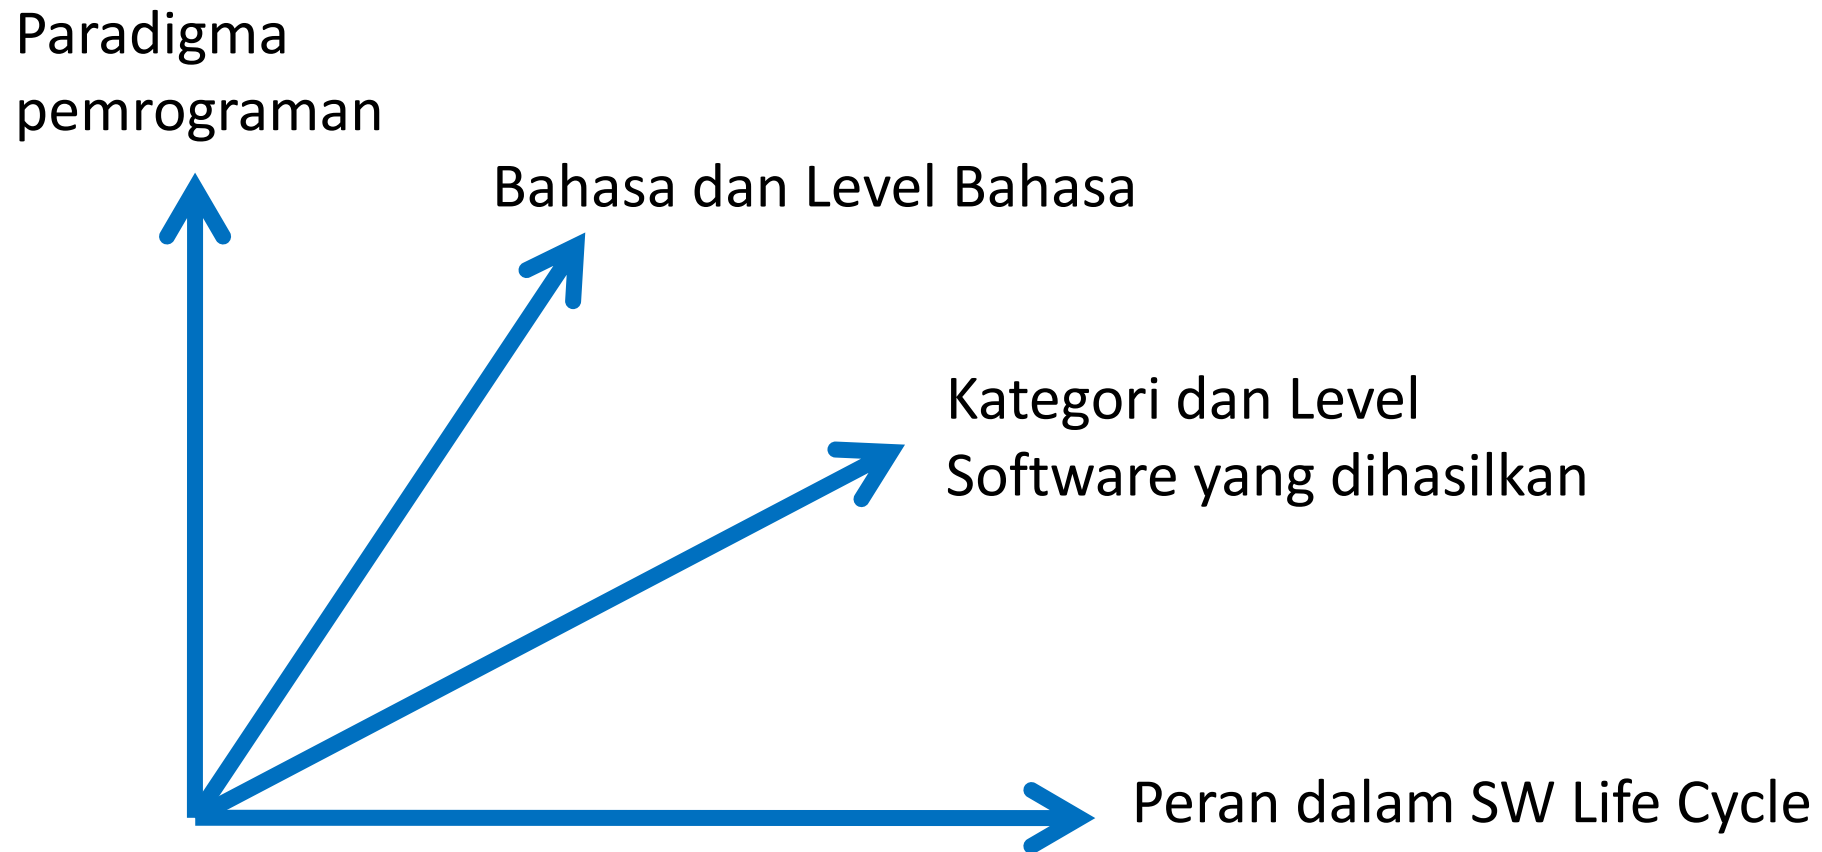 Paradigma
pemrograman
Bahasa dan Level Bahasa
Kategori dan Level
Software yang dihasilkan
Peran dalam SW Life Cycle